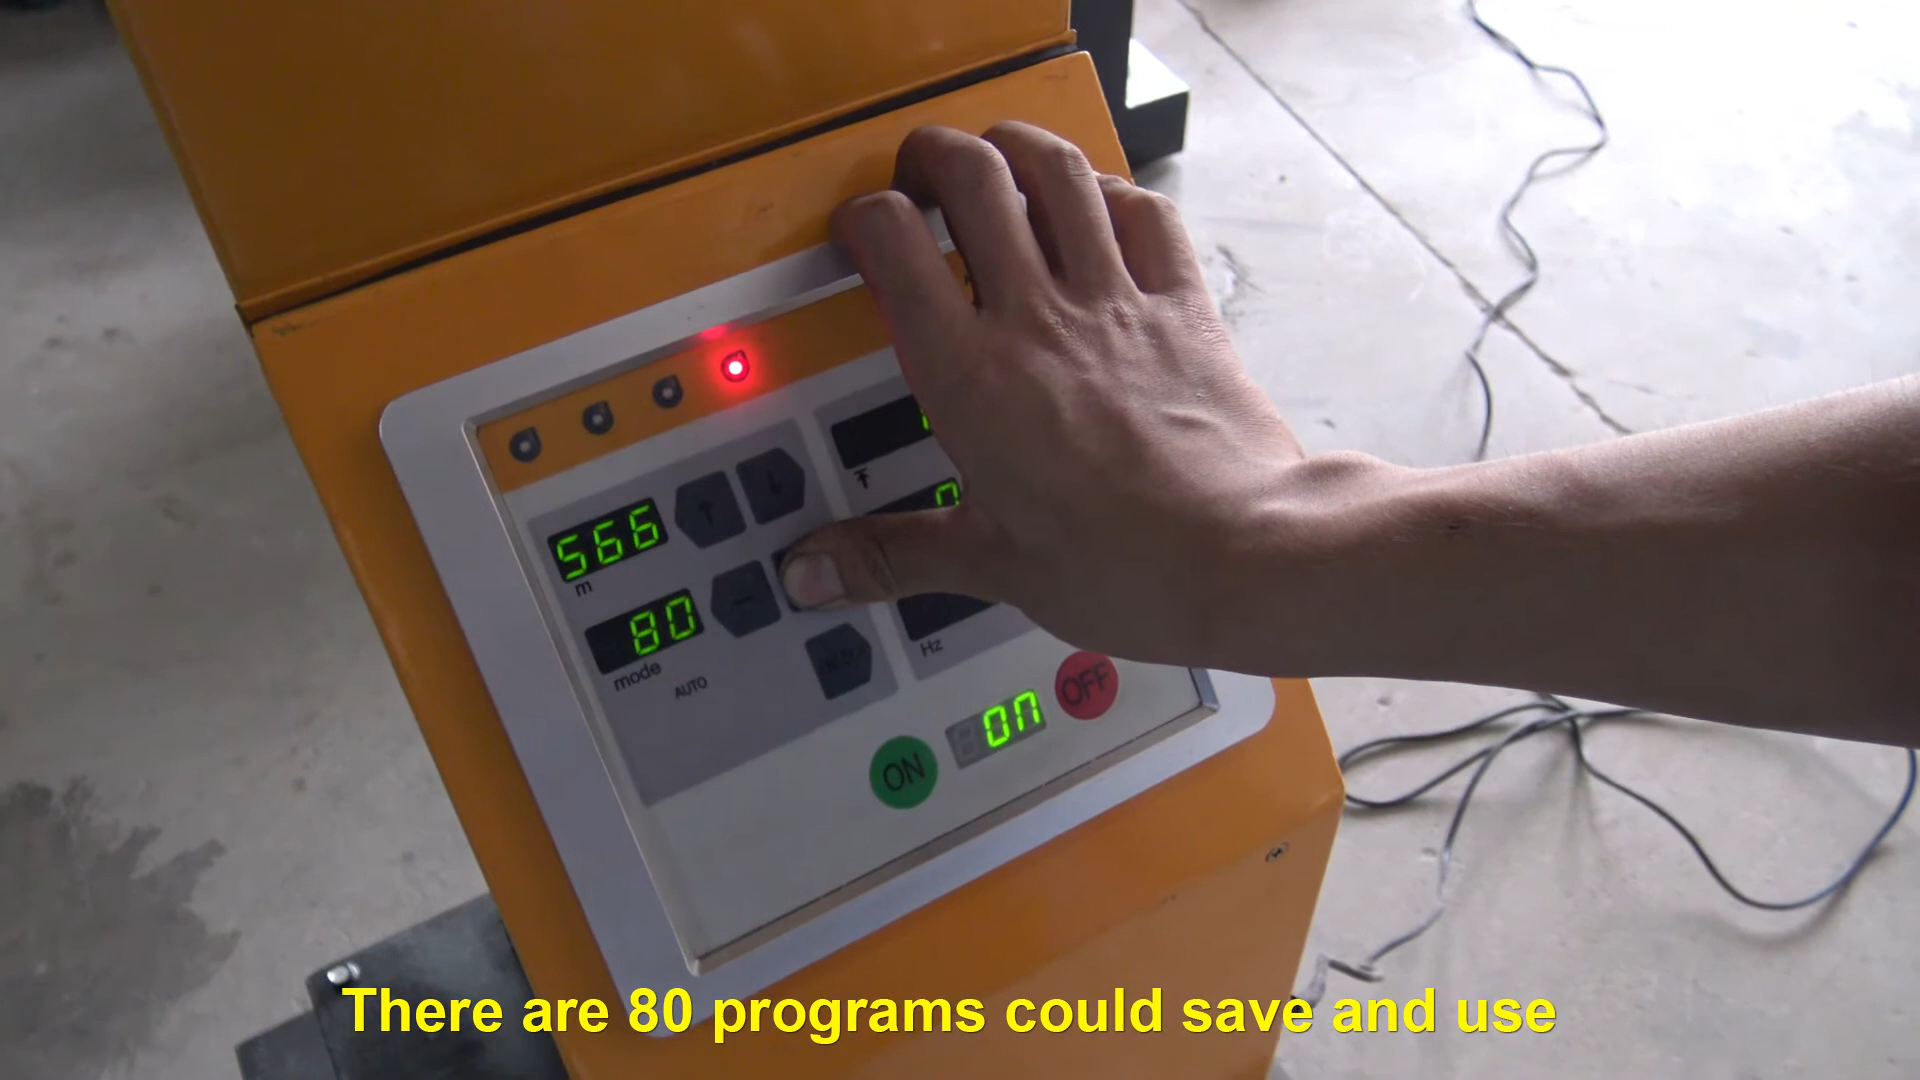 566
m
80
mode
AUTO
Hz
ON
on
OFF
There are 80 programs could save and use